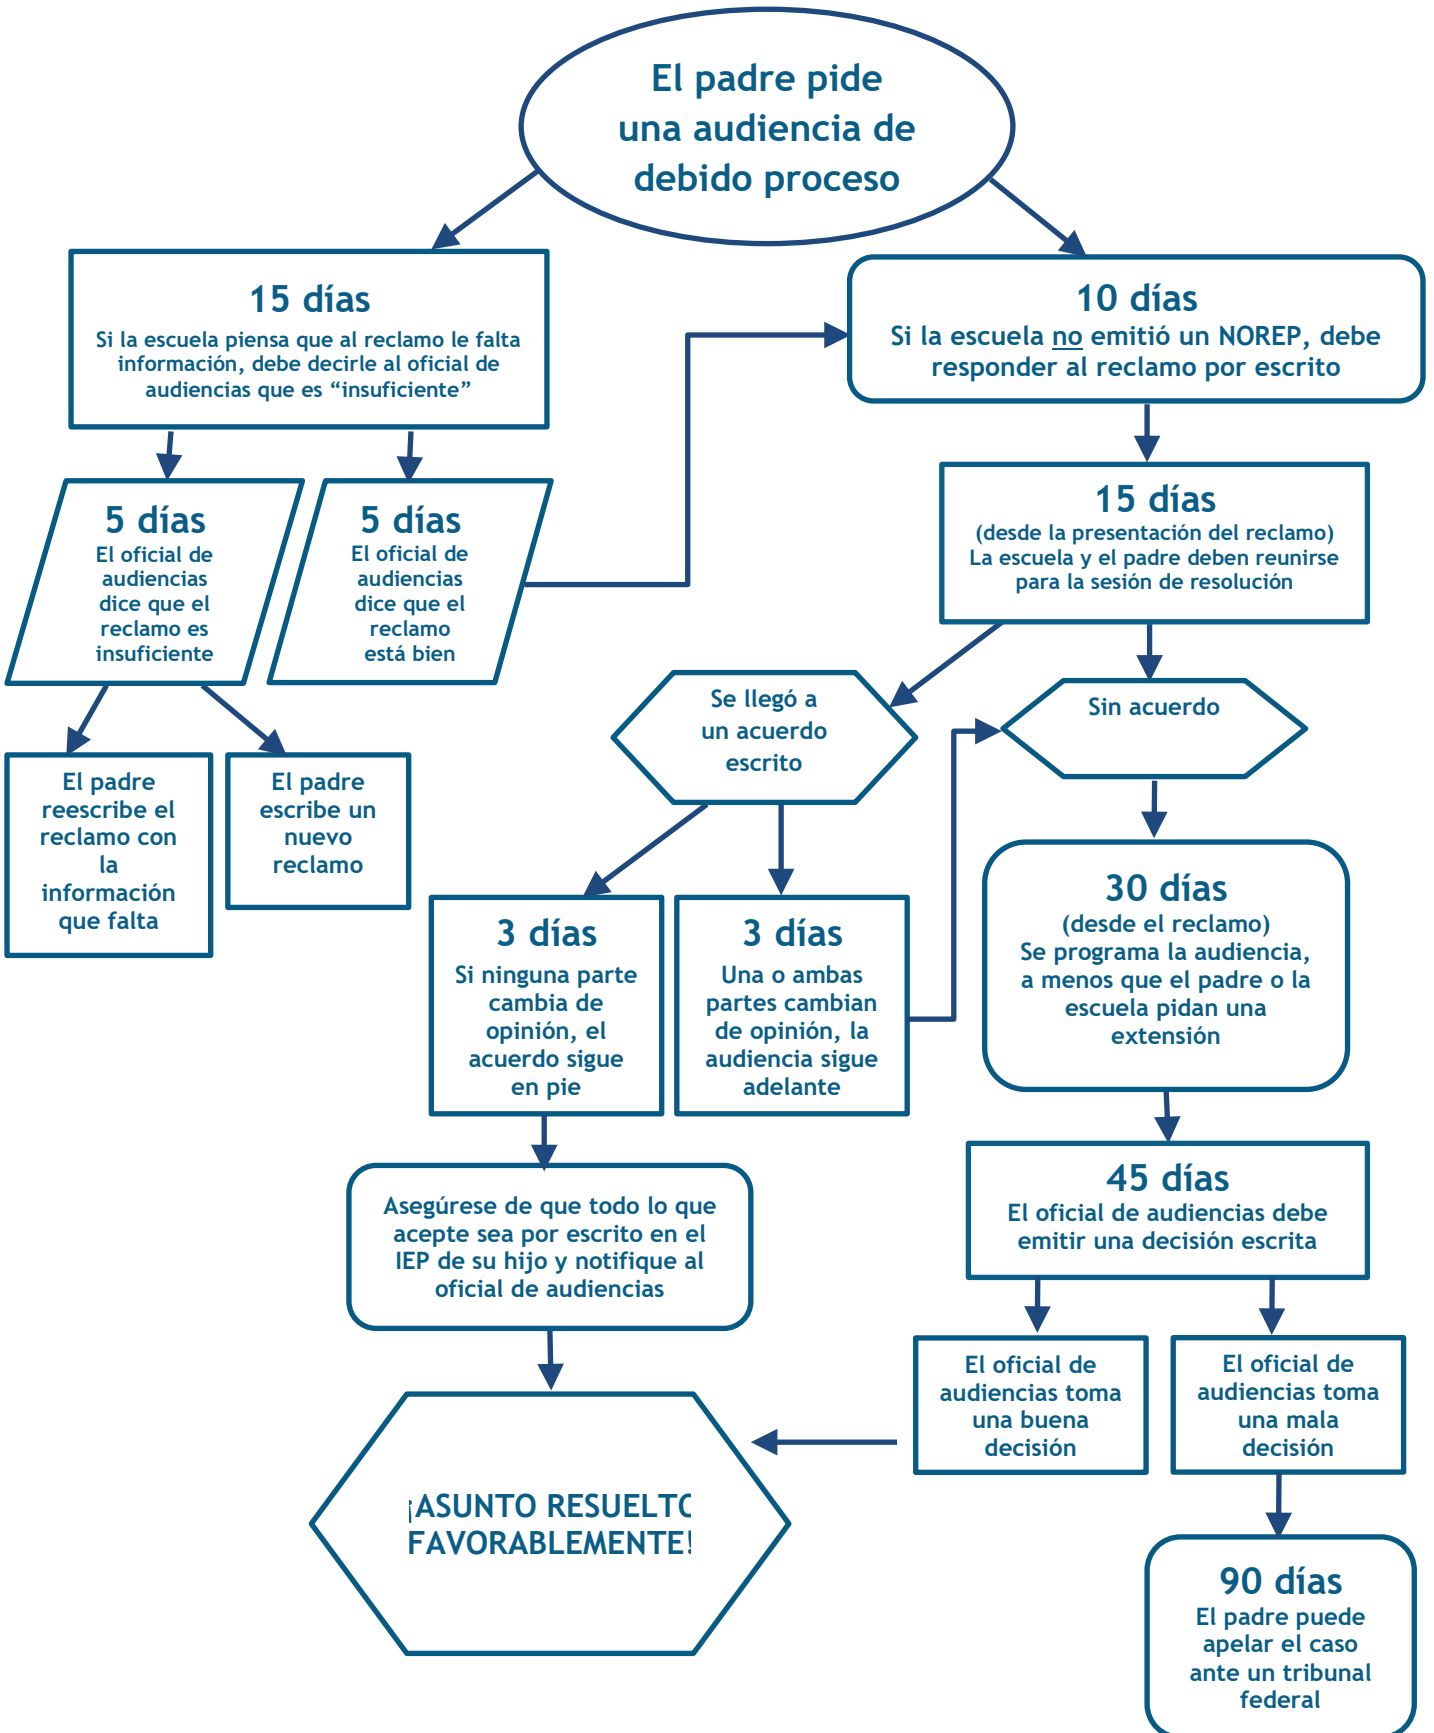 El padre pide
una audiencia de
debido proceso
15 días
Si la escuela piensa que al reclamo le falta
información, debe decirle al oficial de
audiencias que es “insuficiente”
10 días
Si la escuela no emitió un NOREP, debe
responder al reclamo por escrito
5 días
El oficial de
audiencias
dice que el
reclamo es
insuficiente
5 días
El oficial de
audiencias
dice que el
reclamo
está bien
15 días
(desde la presentación del reclamo)
La escuela y el padre deben reunirse
para la sesión de resolución
Se llegó a
un acuerdo
escrito
Sin acuerdo
El padre
reescribe el
reclamo con
la
información
que falta
El padre
escribe un
nuevo
reclamo
3 días
Si ninguna parte
cambia de
opinión, el
acuerdo sigue
en pie
3 días
Una o ambas
partes cambian
de opinión, la
audiencia sigue
adelante
30 días
(desde el reclamo)
Se programa la audiencia,
a menos que el padre o la
escuela pidan una
extensión
Asegúrese de que todo lo que
acepte sea por escrito en el
IEP de su hijo y notifique al
oficial de audiencias
45 días
El oficial de audiencias debe
emitir una decisión escrita
El oficial de
audiencias toma
una buena
decisión
El oficial de
audiencias toma
una mala
decisión
¡ASUNTO RESUELTO
FAVORABLEMENTE!
90 días
El padre puede
apelar el caso
ante un tribunal
federal